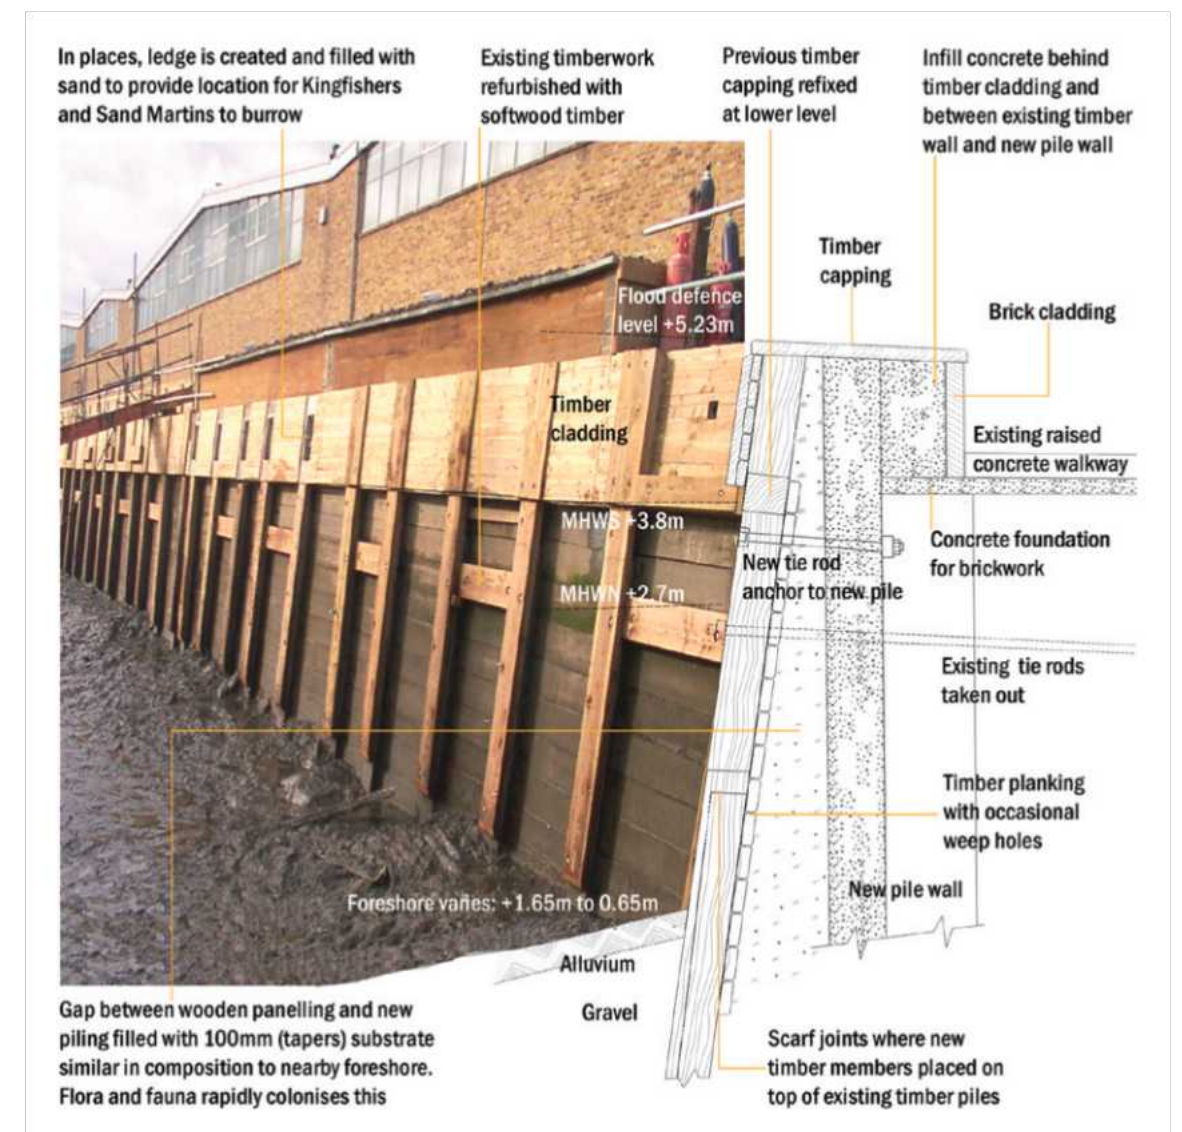 In places, ledge is created and filled with
sand to provide location for Kingfishers
and Sand Martins to burrow
Existing timberwork
refurbished with
softwood timber
Previous timber
capping refixed
at lower level
Infill concrete behind
timber cladding and
between existing timber
wall and new pile wall
Timber
capping
Brick cladding
Flood defence
level +5.23m
Timber
cladding
Existing raised
concrete walkway
MHWS +3.8m
Concrete foundation
for brickwork
New tie rod
anchor to new pile
MHWN +2.7m
Existing tie rods
taken out
Timber planking
with occasional
weep holes
New pile wall
Foreshore varies: +1.65m to 0.65m
Alluvium
Gravel
Gap between wooden panelling and new
piling filled with 100mm (tapers) substrate
similar in composition to nearby foreshore.
Flora and fauna rapidly colonises this
Scarf joints where new
timber members placed on
top of existing timber piles